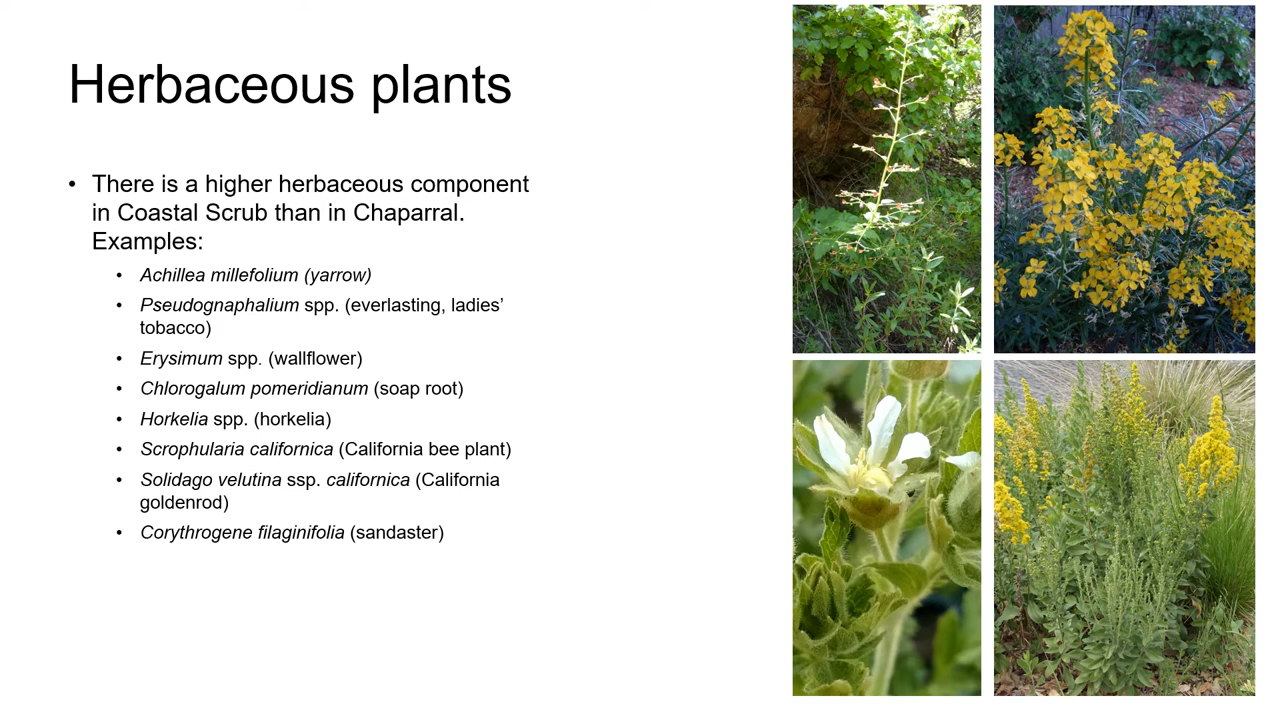 Herbaceous plants
• There is a higher herbaceous component
in Coastal Scrub than in Chaparral.
Examples:
• Achillea millefolium (yarrow)
• Pseudognaphalium spp. (everlasting, ladies’
tobacco)
• Erysimum spp. (wallflower)
• Chlorogalum pomeridianum (soap root)
• Horkelia spp. (horkelia)
• Scrophularia californica (California bee plant)
• Solidago velutina ssp. californica (California
goldenrod)
• Corythrogene filaginifolia (sandaster)